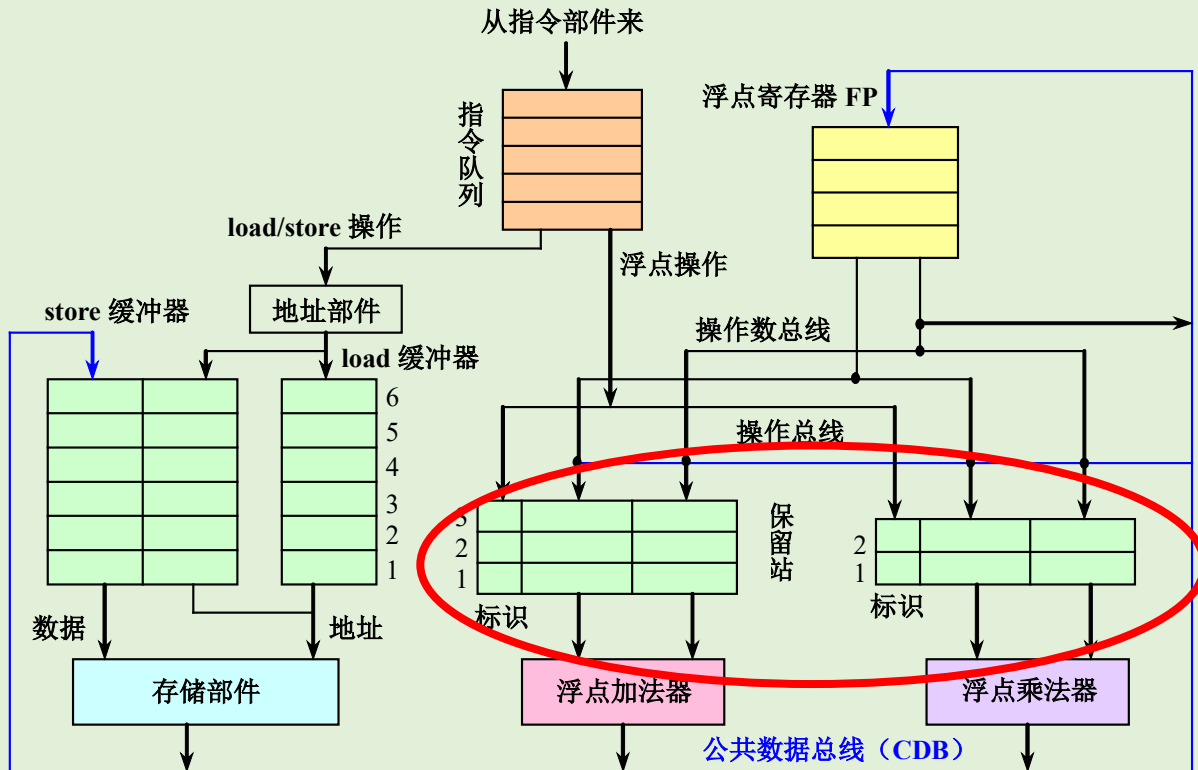 从指令部件来
浮点寄存器 FP
指令队列
load/store 操作
浮点操作
地址部件
store 缓冲器
操作数总线
load 缓冲器
6
5
4
3
2
1
操作总线
3
2
1
保留站
2
1
标识
标识
数据
地址
存储部件
浮点加法器
浮点乘法器
公共数据总线（CDB）